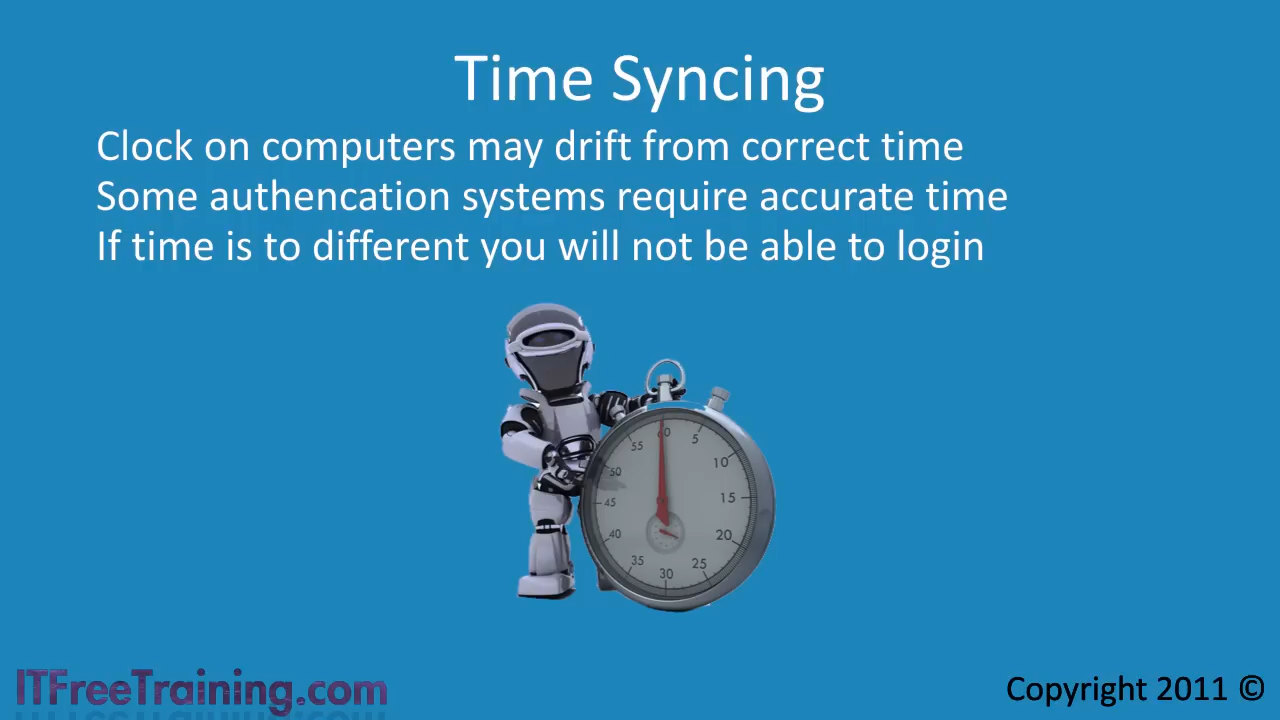 Time Syncing
Clock on computers may drift from correct time
Some authencation systems require accurate time
If time is to different you will not be able to login
60
55
5
50
10
45
15
40
20
35
25
30
ITFreeTraining.com
Copyright 2011 ©